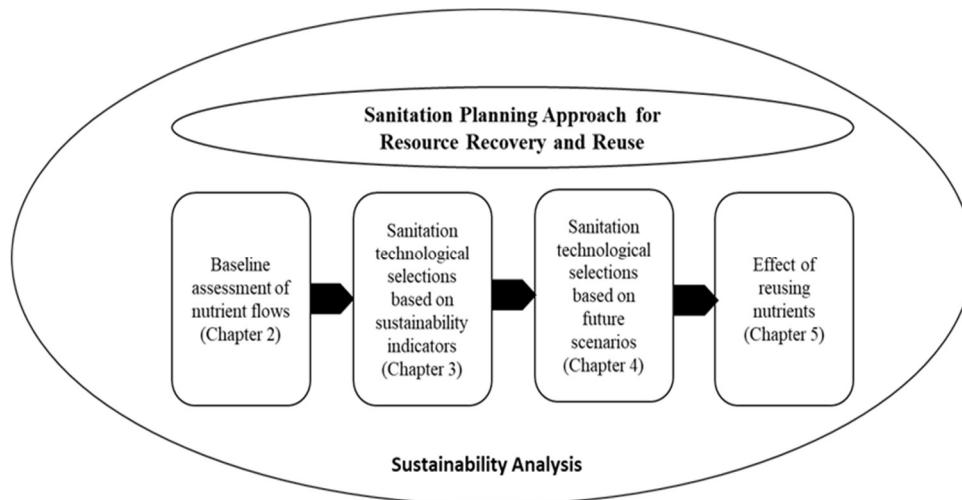 Sanitation Planning Approach for
Resource Recovery and Reuse
Baseline
assessment of
nutrient flows
(Chapter 2)
Sanitation
technological
selections
based on
sustainability
indicators
(Chapter 3)
Sanitation
technological
selections
based on
future
scenarios
(Chapter 4)
Effect of
reusing
nutrients
(Chapter 5)
Sustainability Analysis